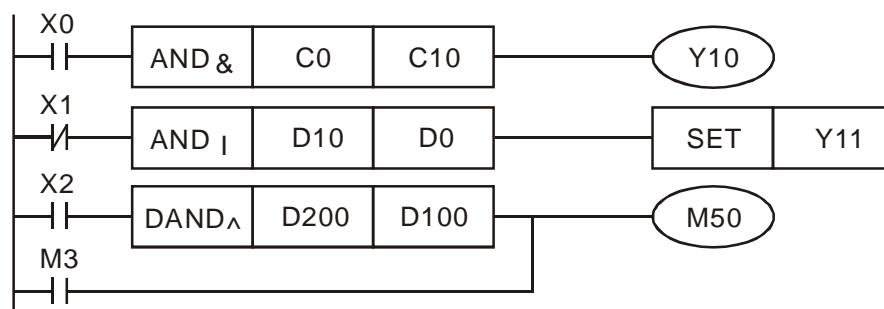 X0
AND & C0 C10 Y10
X1
AND | D10 D0 SET Y11
X2
DAND ^ D200 D100 M50
M3